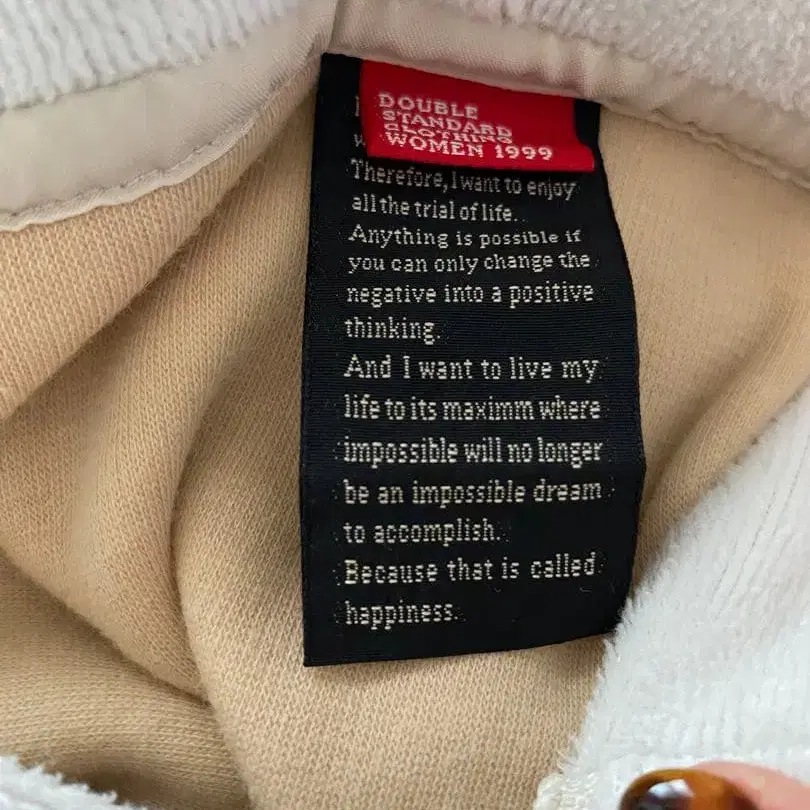 DOUBLE
STANDARD
CLOTHING
WOMEN 1999
Therefore, I want to enjoy
all the trial of life.
Anything is possible if
you can only change the
negative into a positive
thinking.
And I want to live my
life to its maximm where
impossible will no longer
be an impossible dream
to accomplish.
Because that is called
happiness.